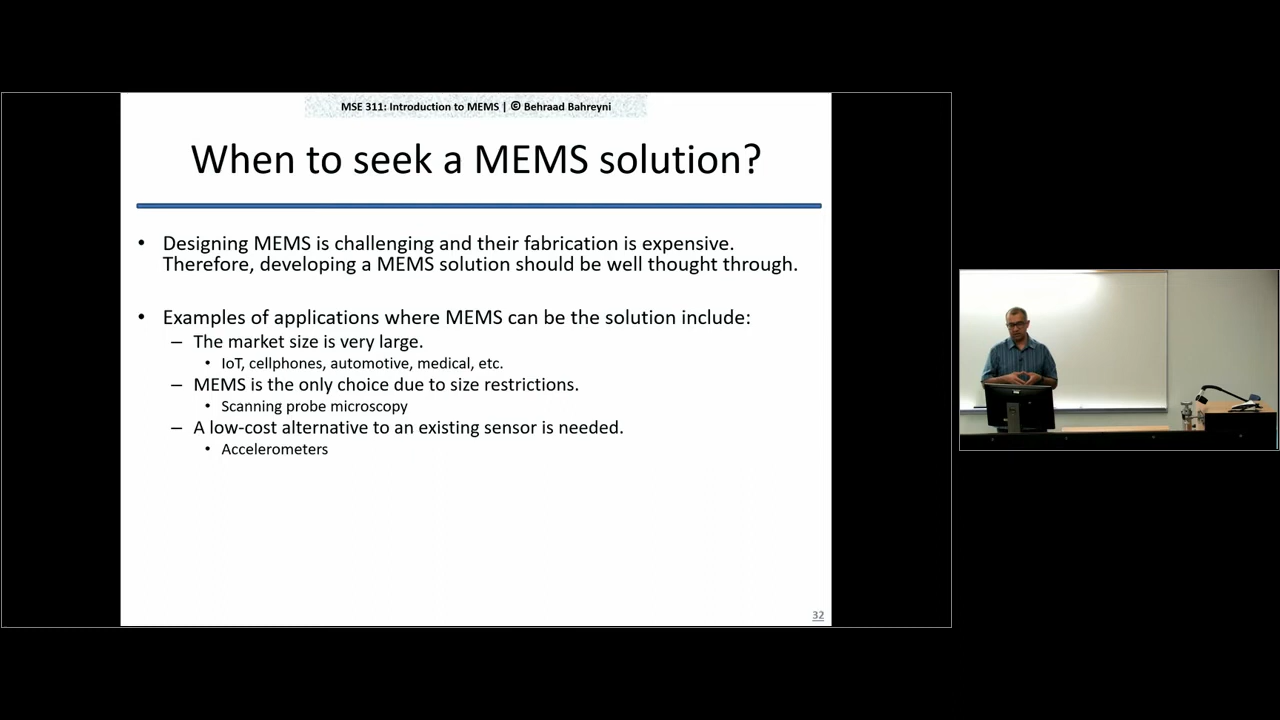 MSE 311: Introduction to MEMS | © Behraad Bahreyni
When to seek a MEMS solution?
• Designing MEMS is challenging and their fabrication is expensive.
Therefore, developing a MEMS solution should be well thought through.
• Examples of applications where MEMS can be the solution include:
– The market size is very large.
• IoT, cellphones, automotive, medical, etc.
– MEMS is the only choice due to size restrictions.
• Scanning probe microscopy
– A low-cost alternative to an existing sensor is needed.
• Accelerometers
32